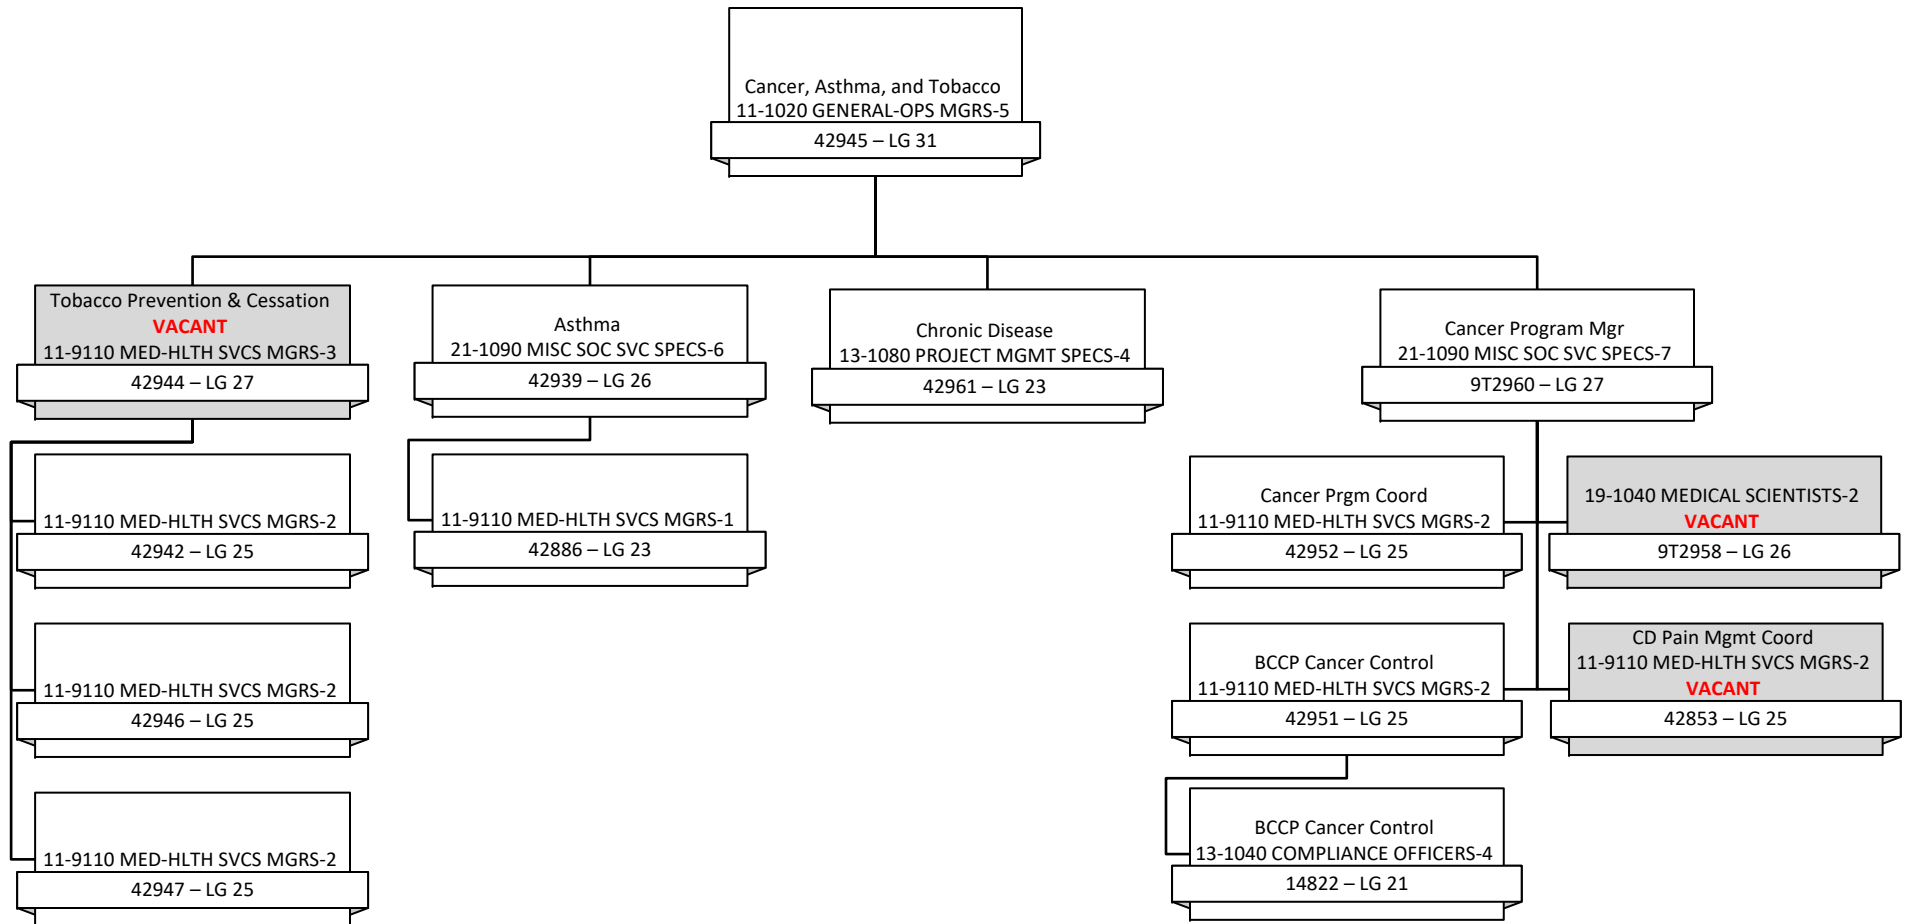 Cancer, Asthma, and Tobacco
11-1020 GENERAL-OPS MGRS-5
42945 – LG 31
Tobacco Prevention & Cessation
VACANT
11-9110 MED-HLTH SVCS MGRS-3
42944 – LG 27
Asthma
21-1090 MISC SOC SVC SPECS-6
42939 – LG 26
Chronic Disease
13-1080 PROJECT MGMT SPECS-4
42961 – LG 23
Cancer Program Mgr
21-1090 MISC SOC SVC SPECS-7
9T2960 – LG 27
11-9110 MED-HLTH SVCS MGRS-2
42942 – LG 25
11-9110 MED-HLTH SVCS MGRS-1
42886 – LG 23
Cancer Prgm Coord
11-9110 MED-HLTH SVCS MGRS-2
42952 – LG 25
19-1040 MEDICAL SCIENTISTS-2
VACANT
9T2958 – LG 26
11-9110 MED-HLTH SVCS MGRS-2
42946 – LG 25
BCCP Cancer Control
11-9110 MED-HLTH SVCS MGRS-2
42951 – LG 25
CD Pain Mgmt Coord
11-9110 MED-HLTH SVCS MGRS-2
VACANT
42853 – LG 25
11-9110 MED-HLTH SVCS MGRS-2
42947 – LG 25
BCCP Cancer Control
13-1040 COMPLIANCE OFFICERS-4
14822 – LG 21